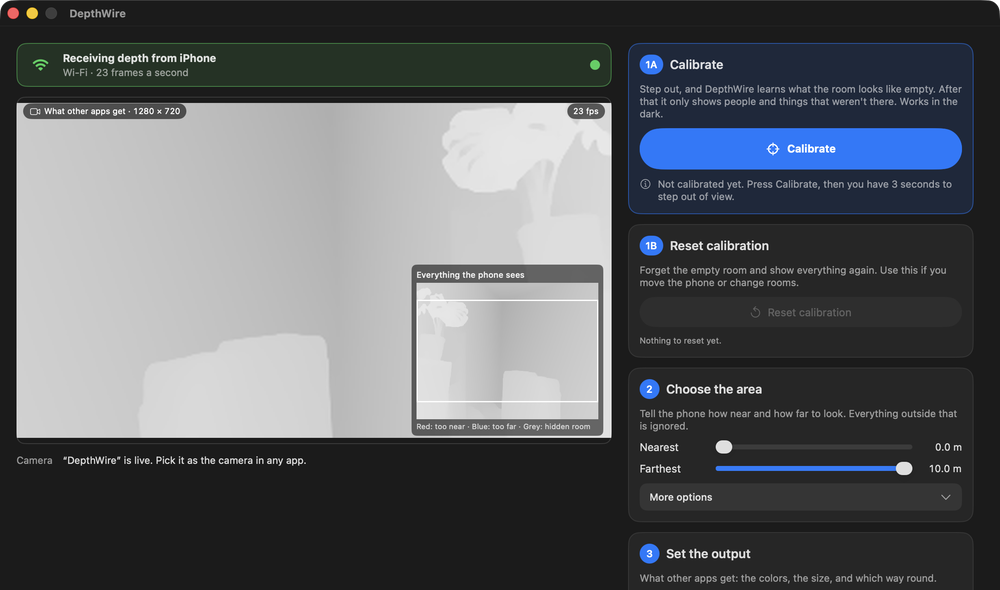 DepthWire
Receiving depth from iPhone
Wi-Fi · 23 frames a second
What other apps get · 1280 × 720
23 fps
Everything the phone sees
Red: too near · Blue: too far · Grey: hidden room
Camera “DepthWire” is live. Pick it as the camera in any app.
1A Calibrate
Step out, and DepthWire learns what the room looks like empty. After
that it only shows people and things that weren't there. Works in the
dark.
Calibrate
Not calibrated yet. Press Calibrate, then you have 3 seconds to
step out of view.
1B Reset calibration
Forget the empty room and show everything again. Use this if you
move the phone or change rooms.
Reset calibration
Nothing to reset yet.
2 Choose the area
Tell the phone how near and how far to look. Everything outside that
is ignored.
Nearest 0.0 m
Farthest 10.0 m
More options
3 Set the output
What other apps get: the colors, the size, and which way round.